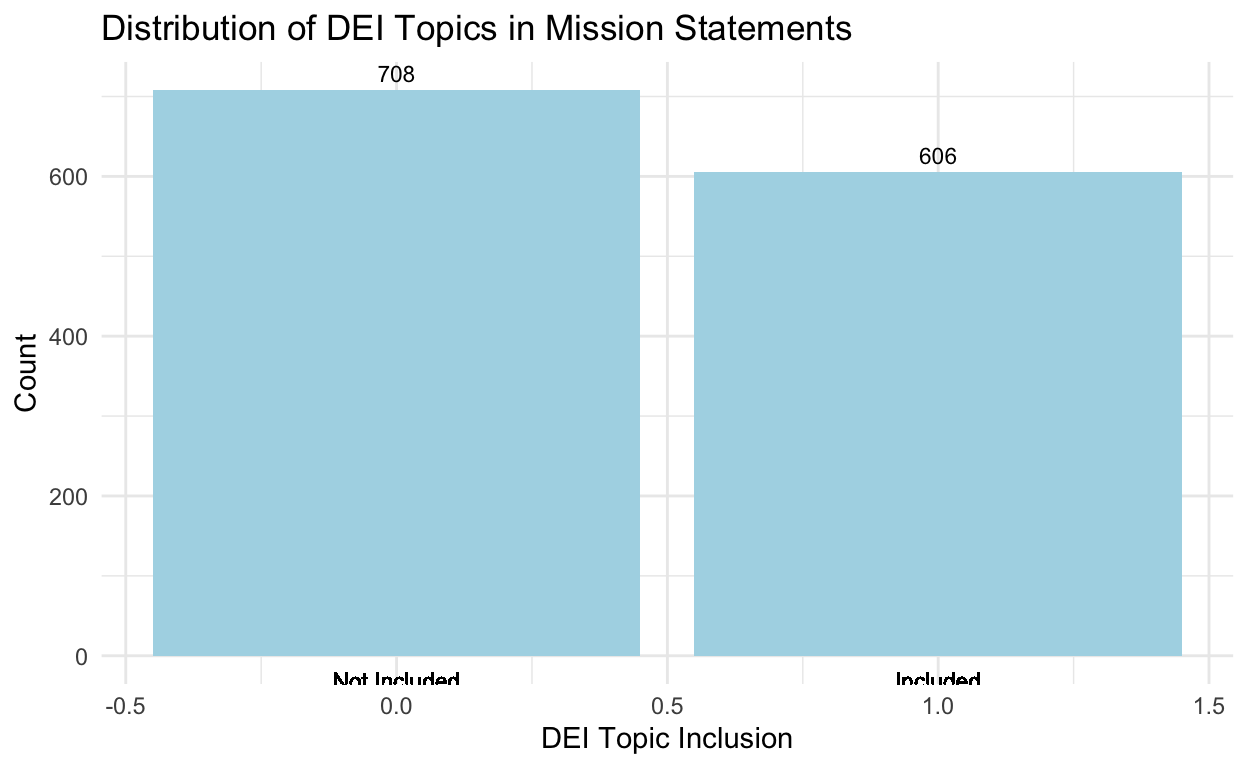 Distribution of DEI Topics in Mission Statements
708
606
600
400
200
0
Count
Not Included
Included
-0.5
0.0
0.5
1.0
1.5
DEI Topic Inclusion